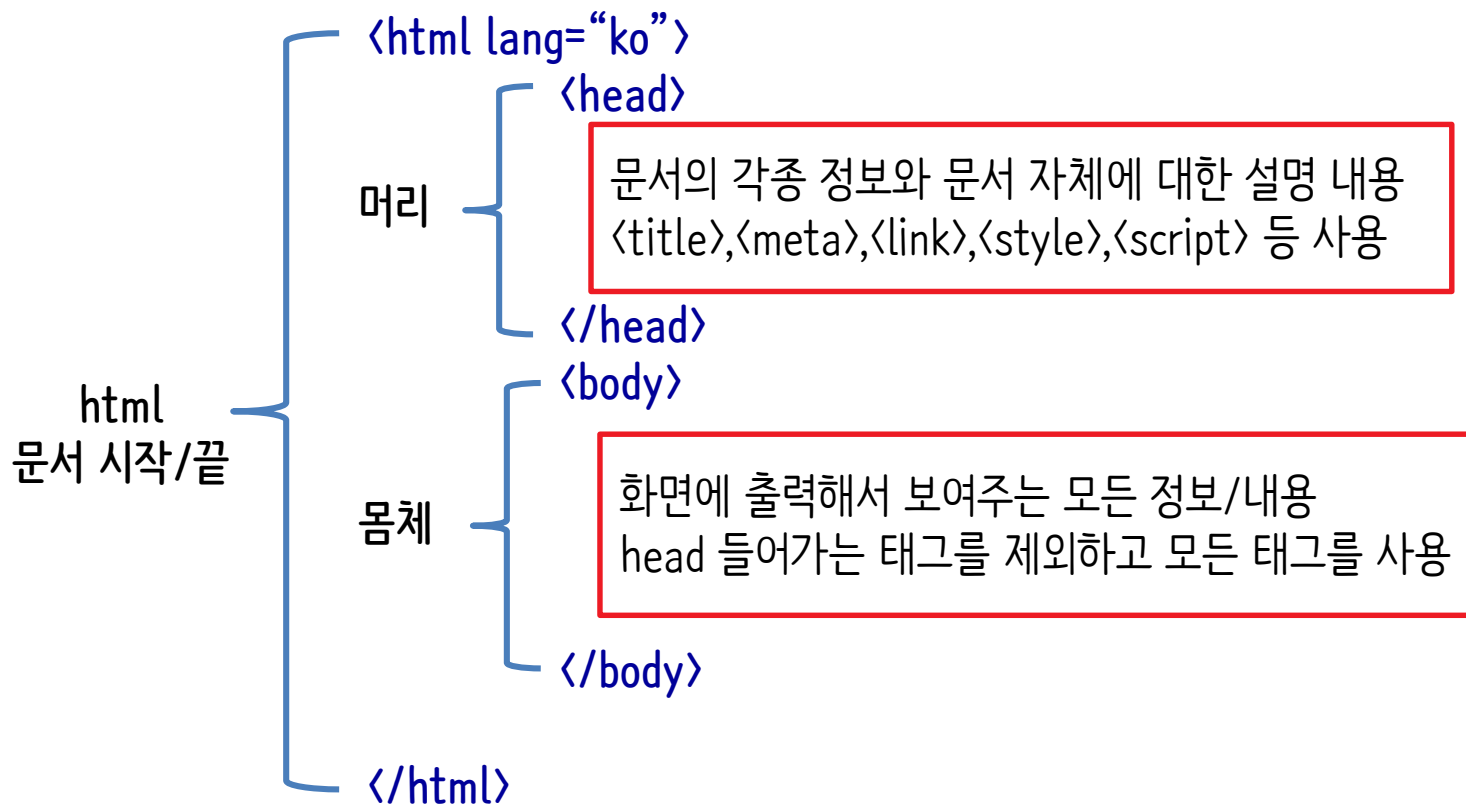 <html lang=“ko”>
<head>
문서의 각종 정보와 문서 자체에 대한 설명 내용
<title>,<meta>,<link>,<style>,<script> 등 사용
머리
</head>
<body>
html
문서 시작/끝
화면에 출력해서 보여주는 모든 정보/내용
head 들어가는 태그를 제외하고 모든 태그를 사용
몸체
</body>
</html>